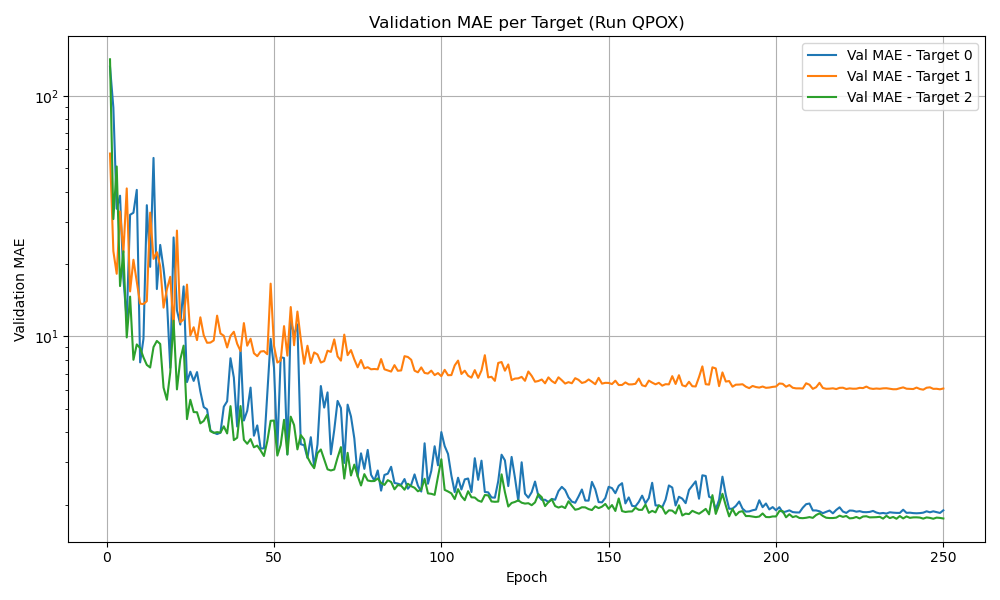 Validation MAE per Target (Run QPOX)
Val MAE - Target 0
Val MAE - Target 1
Val MAE - Target 2
Validation MAE
10²
10¹
0 50 100 150 200 250
Epoch